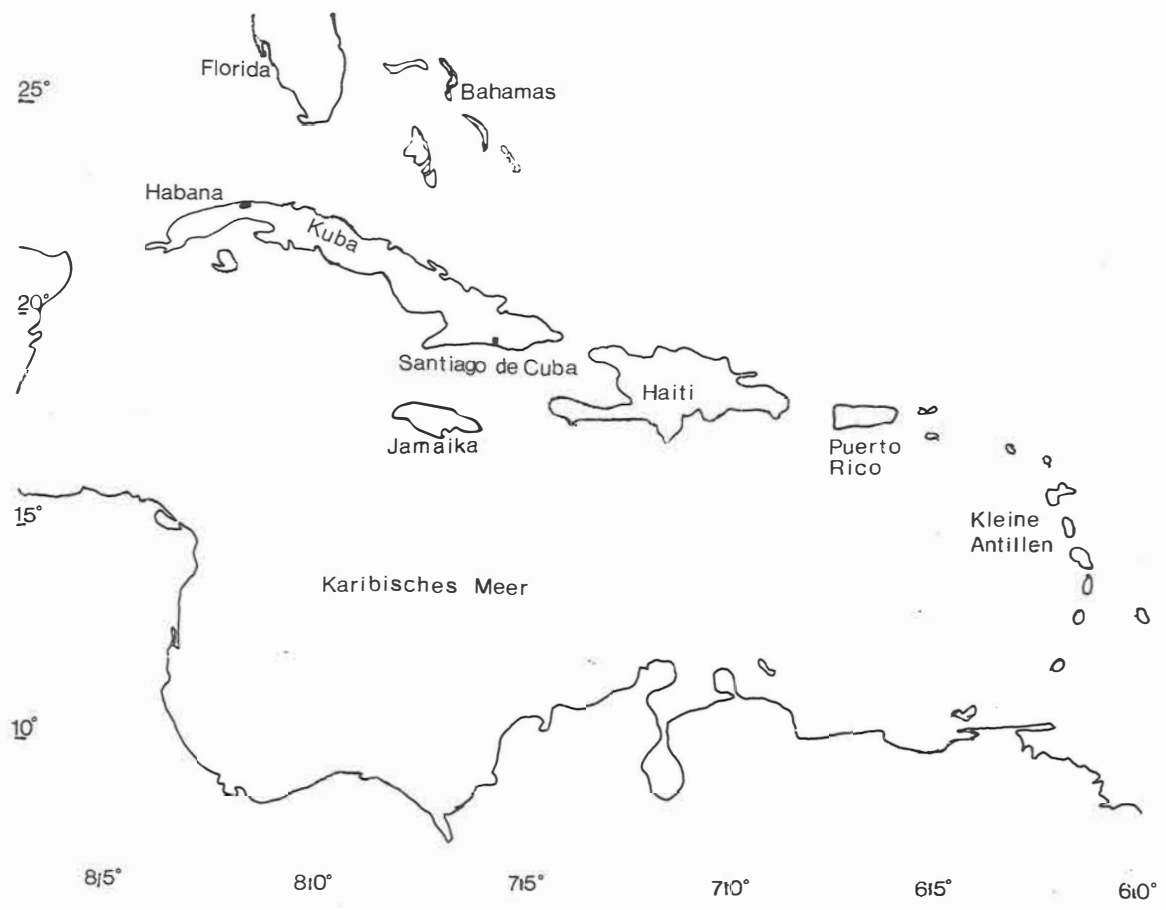 Florida
25°
Bahamas
Habana
Kuba
20°
Santiago de Cuba
Haiti
Jamaika
Puerto
Rico
15°
Kleine
Antillen
Karibisches Meer
10°
85°
80°
75°
70°
65°
60°